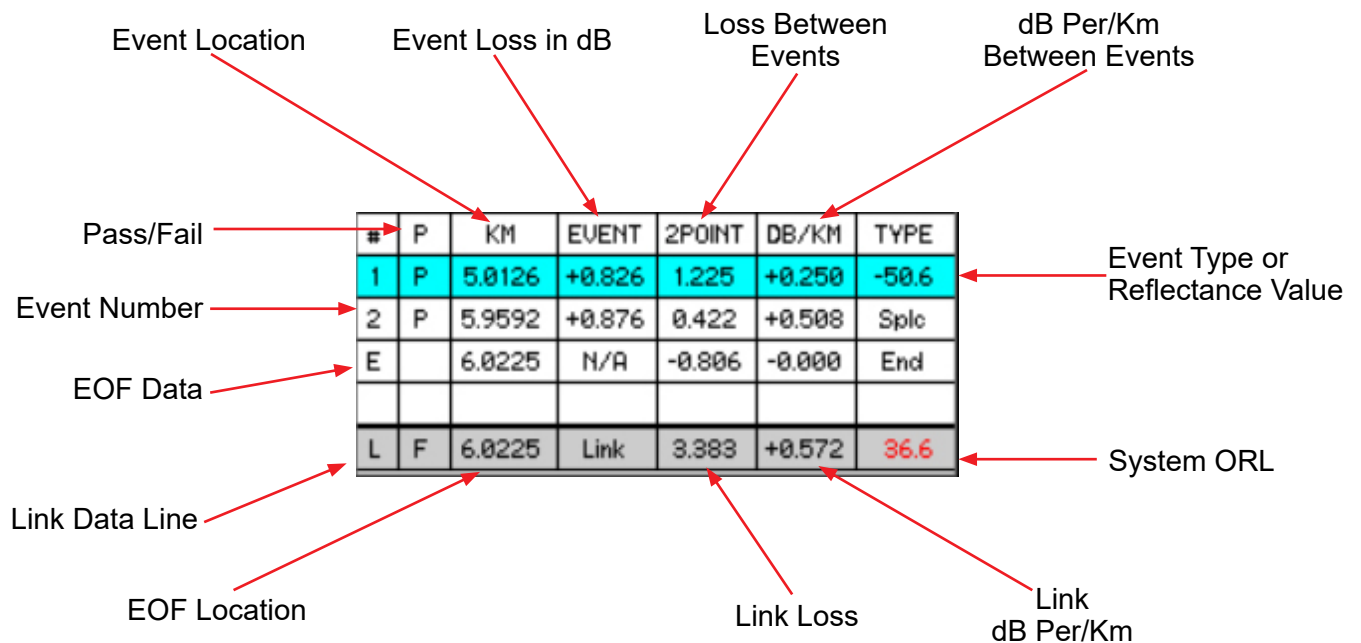 Event Location
Event Loss in dB
Loss Between
Events
dB Per/Km
Between Events
Pass/Fail
Event Number
EOF Data
Link Data Line
EOF Location
# P KM EVENT 2POINT DB/KM TYPE
1 P 5.0126 +0.826 1.225 +0.250 -50.6
2 P 5.9592 +0.876 0.422 +0.508 Splc
E 6.0225 N/A -0.806 -0.000 End
L F 6.0225 Link 3.383 +0.572 36.6
Event Type or
Reflectance Value
System ORL
Link Loss
Link
dB Per/Km